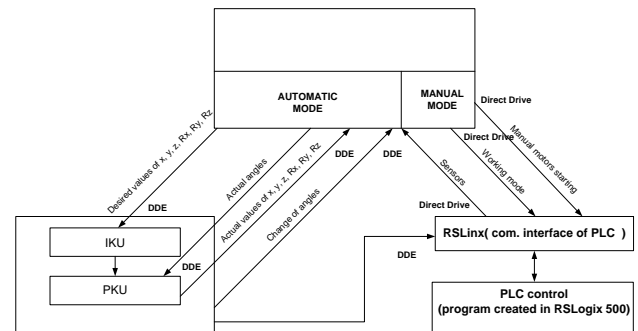 AUTOMATIC
MODE
MANUAL
MODE
Direct Drive
Desired values of x, y, z, Rx, Ry, Rz
DDE
Actual angles
Actual values of x, y, z, Rx, Ry, Rz
DDE
Change of angles
DDE
Sensors
Direct Drive
Direct Drive
Working mode
Manual motors starting
IKU
PKU
DDE
RSLinx( com. interface of PLC )
PLC control
(program created in RSLogix 500)